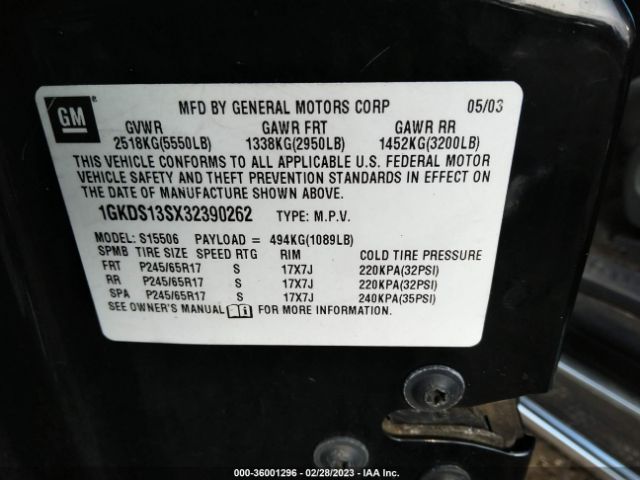 GM ®
MFD BY GENERAL MOTORS CORP 05/03
GVWR GAWR FRT GAWR RR
2518KG(5550LB) 1338KG(2950LB) 1452KG(3200LB)
THIS VEHICLE CONFORMS TO ALL APPLICABLE U.S. FEDERAL MOTOR
VEHICLE SAFETY AND THEFT PREVENTION STANDARDS IN EFFECT ON
THE DATE OF MANUFACTURE SHOWN ABOVE.
1GKDS13SX32390262 TYPE: M.P.V.
MODEL: S15506 PAYLOAD = 494KG(1089LB)
SPMB TIRE SIZE SPEED RTG RIM COLD TIRE PRESSURE
FRT P245/65R17 S 17X7J 220KPA(32PSI)
RR P245/65R17 S 17X7J 220KPA(32PSI)
SPA P245/65R17 S 17X7J 240KPA(35PSI)
SEE OWNER'S MANUAL FOR MORE INFORMATION.
000-36001296 - 02/28/2023 - IAA Inc.